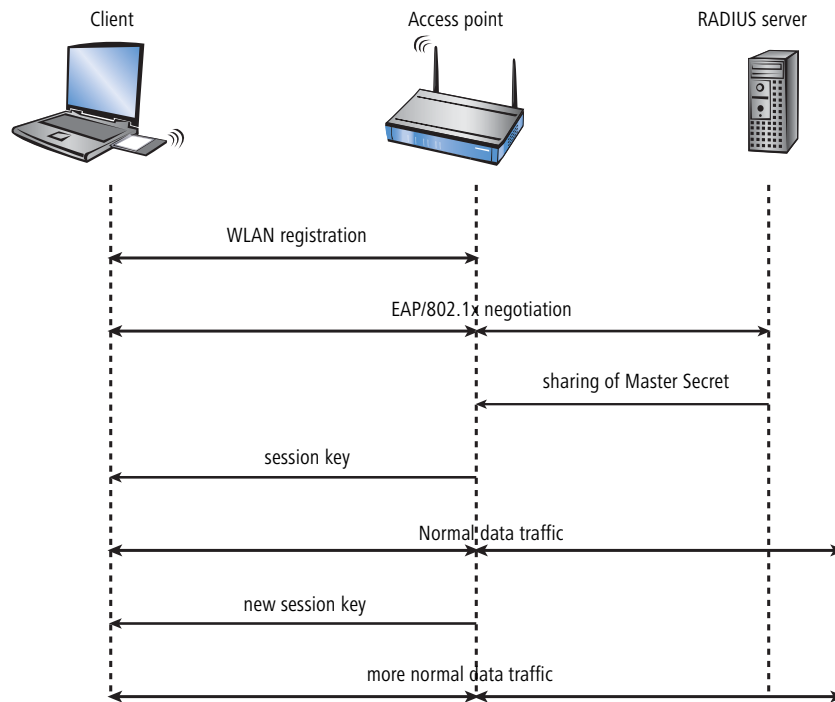 Client
Access point
RADIUS server
WLAN registration
EAP/802.1x negotiation
sharing of Master Secret
session key
Normal data traffic
new session key
more normal data traffic